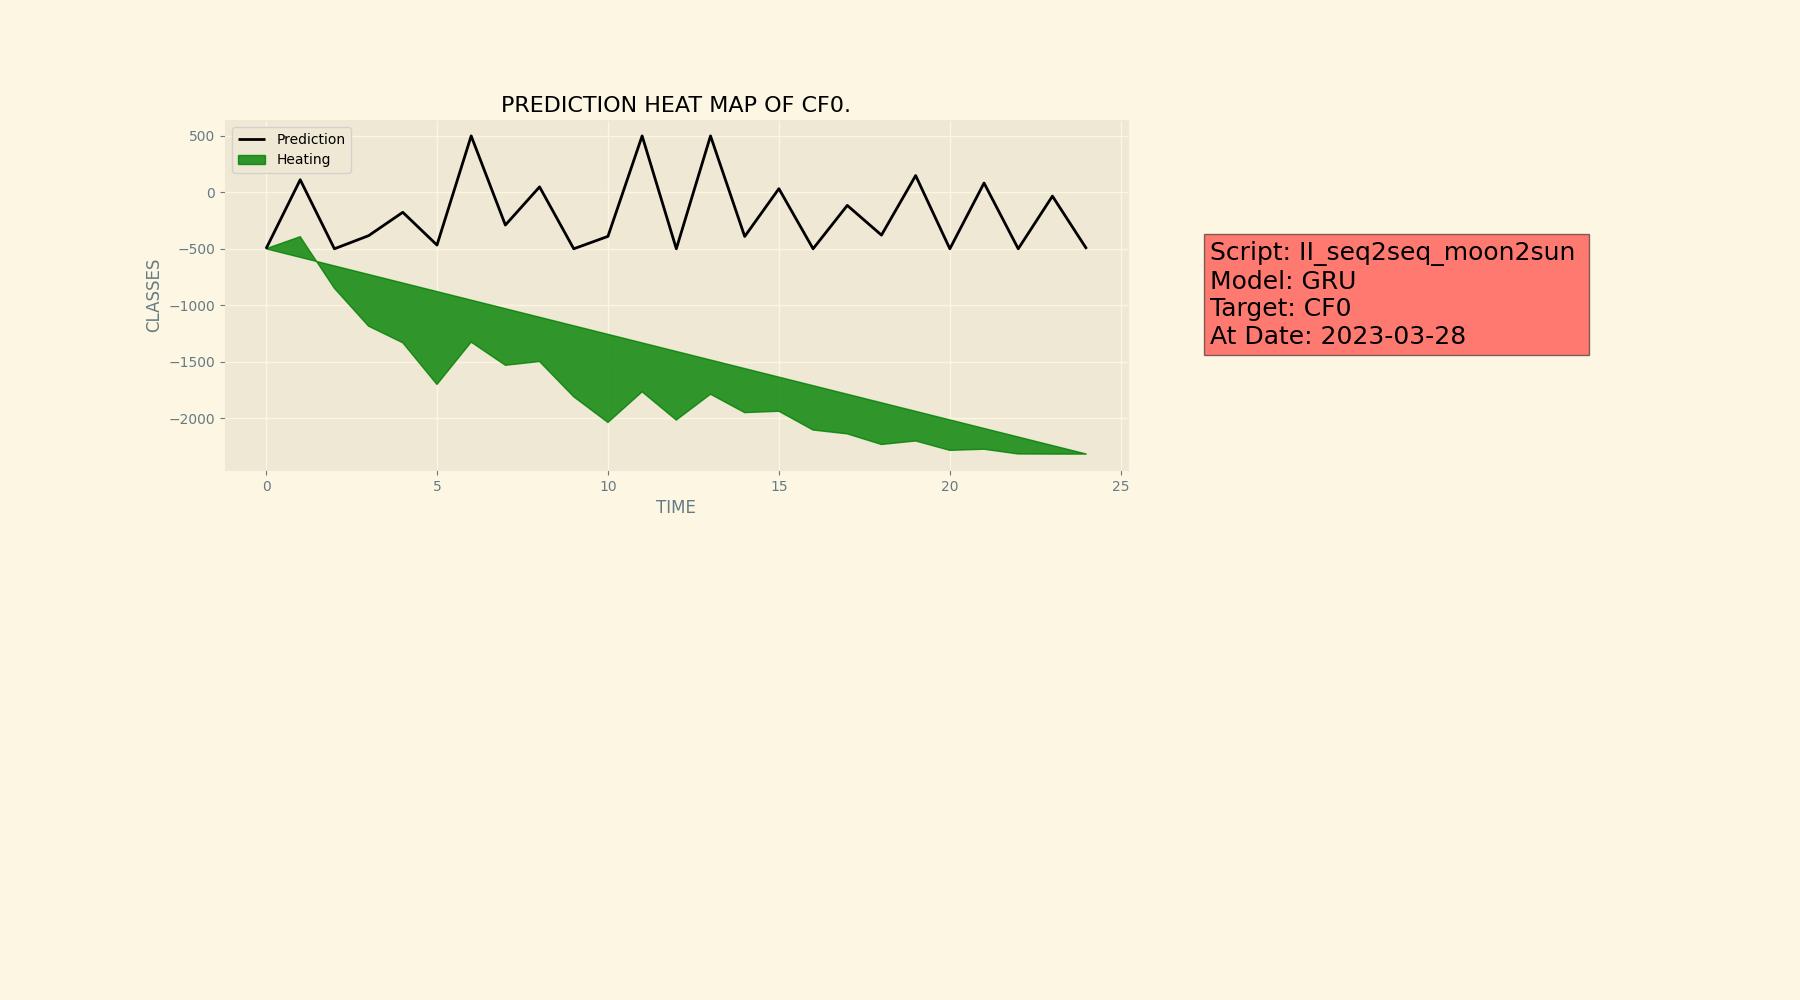 PREDICTION HEAT MAP OF CF0.
Prediction
Heating
500
0
−500
−1000
−1500
−2000
CLASSES
0 5 10 15 20 25
TIME
Script: II_seq2seq_moon2sun
Model: GRU
Target: CF0
At Date: 2023-03-28